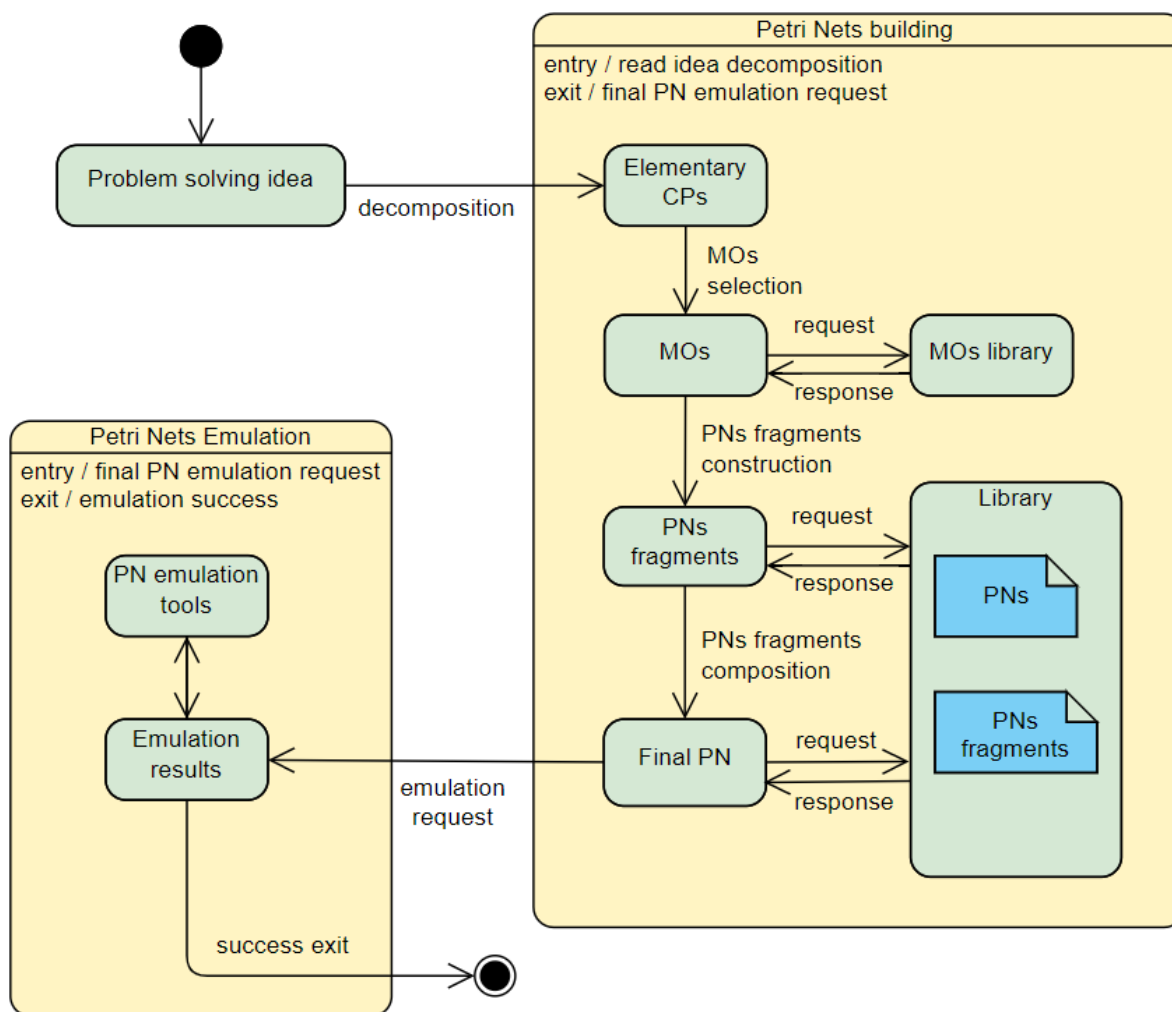 Petri Nets building
entry / read idea decomposition
exit / final PN emulation request
Problem solving idea
decomposition
Elementary
CPs
MOs
selection
MOs
request
response
MOs library
PNs fragments
construction
PNs
fragments
request
response
Library
PNs
PNs
fragments
PNs fragments
composition
Final PN
request
response
emulation
request
Petri Nets Emulation
entry / final PN emulation request
exit / emulation success
PN emulation
tools
Emulation
results
success exit